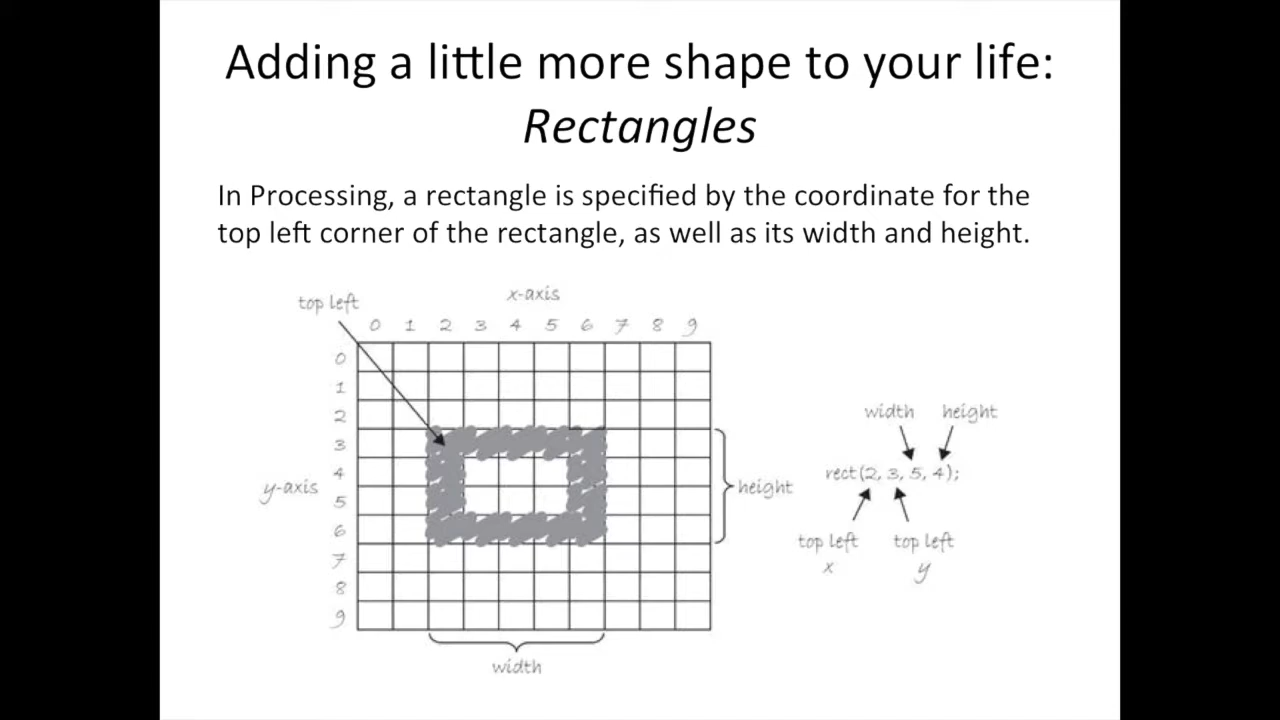 Adding a little more shape to your life:
Rectangles
In Processing, a rectangle is specified by the coordinate for the
top left corner of the rectangle, as well as its width and height.
top left
x-axis
0 1 2 3 4 5 6 7 8 9
0
1
2
3
4
5
6
7
8
9
y-axis
height
width
width height
rect(2, 3, 5, 4);
top left top left
x y